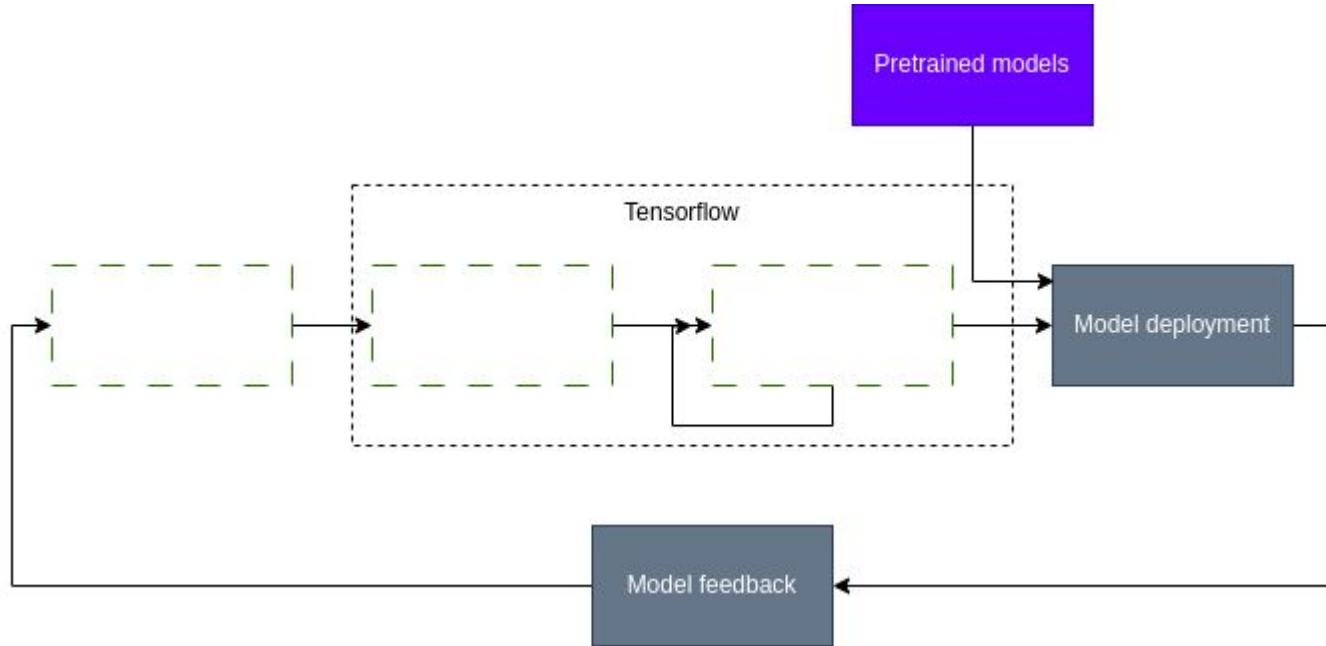 Pretrained models
Tensorflow
Model deployment
Model feedback